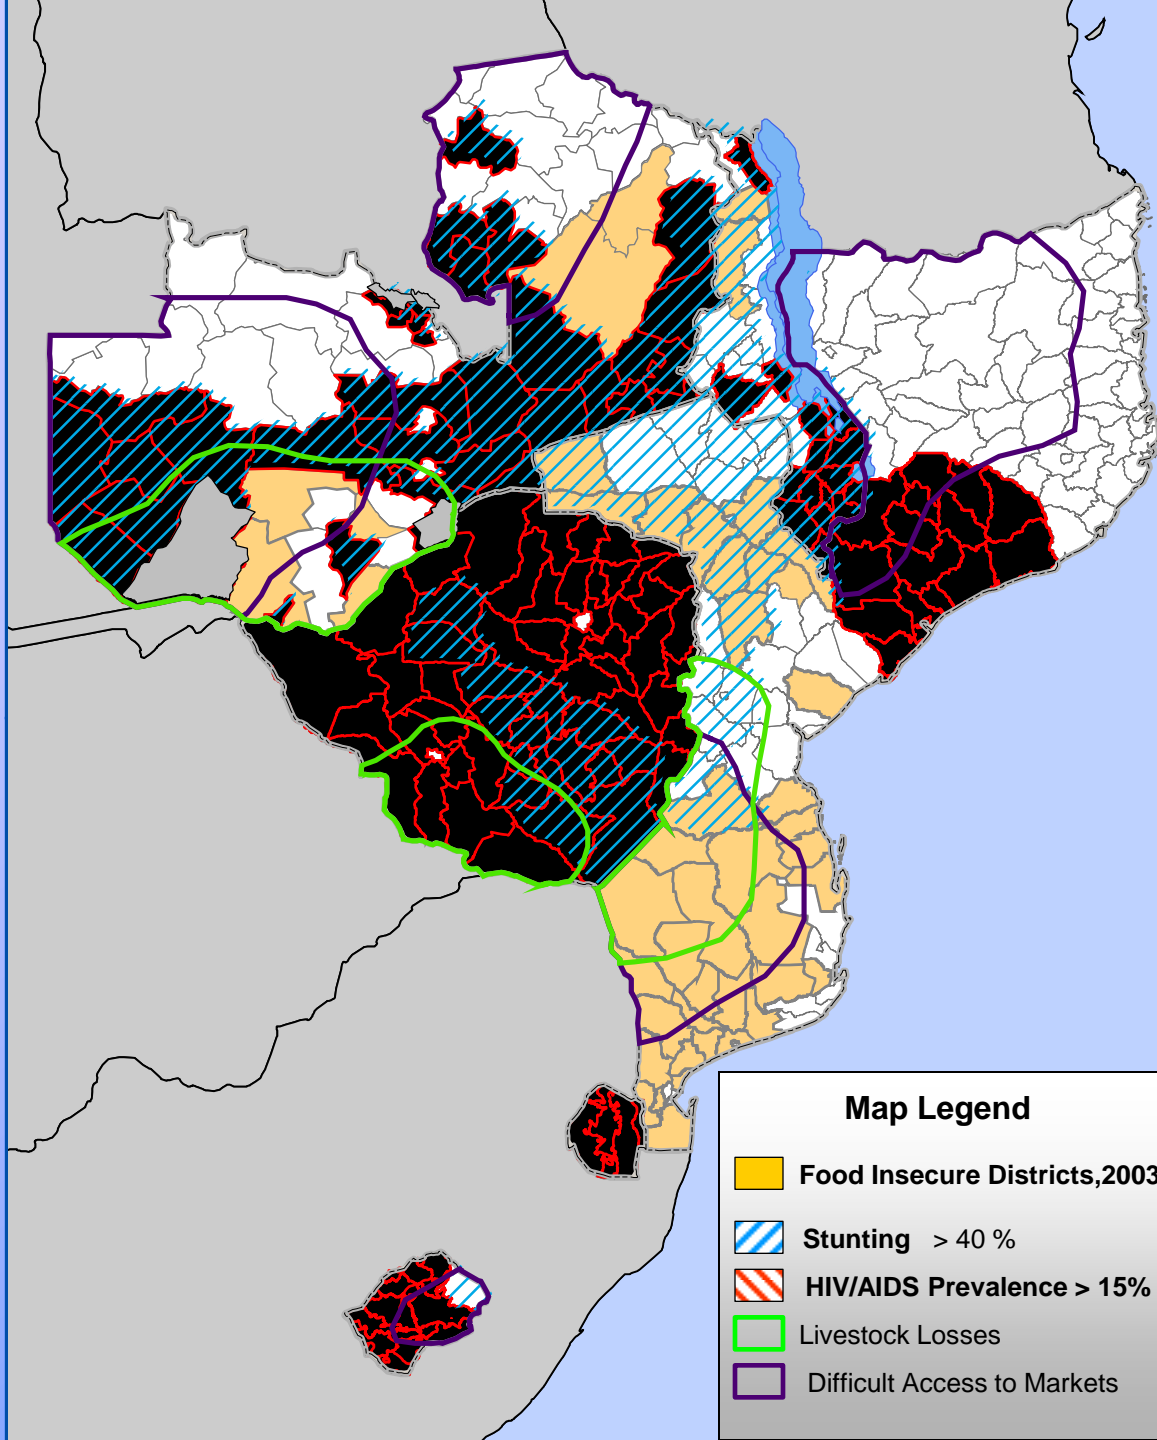 Map Legend
Food Insecure Districts,2003
Stunting > 40 %
HIV/AIDS Prevalence > 15%
Livestock Losses
Difficult Access to Markets